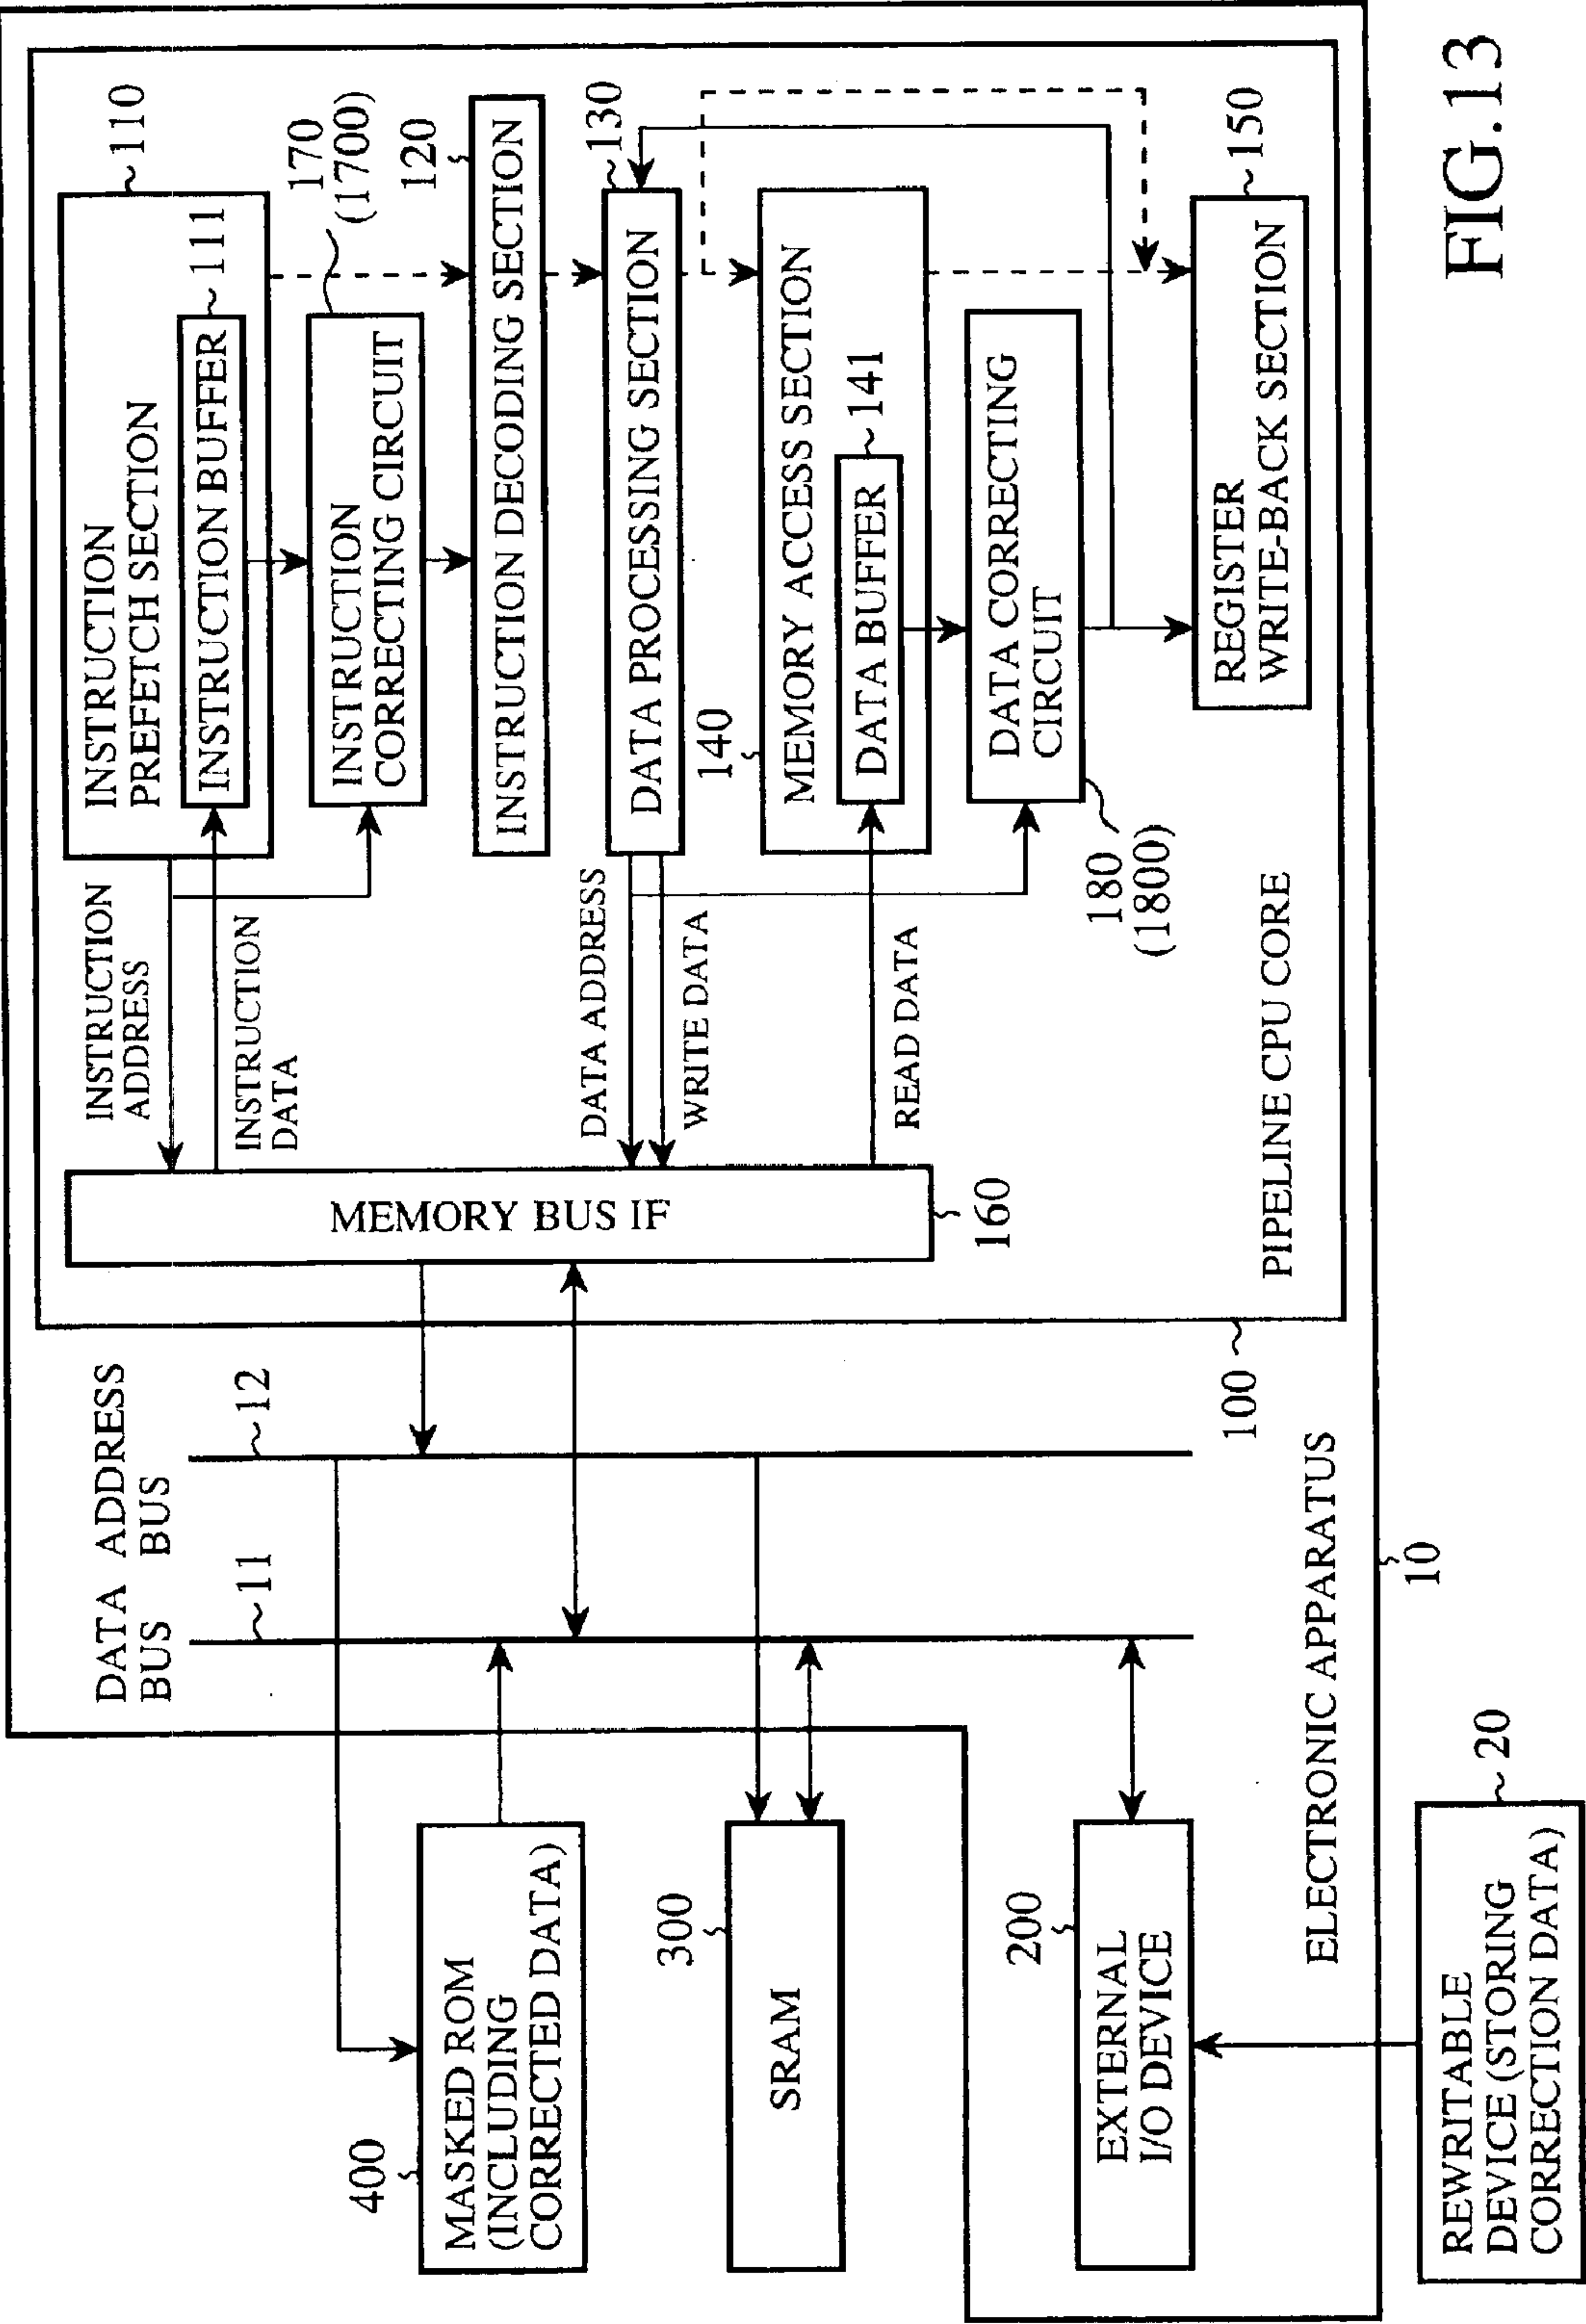 400
MASKED ROM
(INCLUDING
CORRECTED DATA)
300
SRAM
200
EXTERNAL
I/O DEVICE
REWRITABLE
DEVICE (STORING
CORRECTION DATA)
20
ELECTRONIC APPARATUS
10
DATA ADDRESS
BUS BUS
11
12
100
MEMORY BUS IF
160
INSTRUCTION
ADDRESS
INSTRUCTION
DATA
DATA ADDRESS
WRITE DATA
READ DATA
PIPELINE CPU CORE
INSTRUCTION
PREFETCH SECTION
110
INSTRUCTION BUFFER
111
INSTRUCTION
CORRECTING CIRCUIT
170
(1700)
120
INSTRUCTION DECODING SECTION
DATA PROCESSING SECTION
130
140
MEMORY ACCESS SECTION
DATA BUFFER
141
DATA CORRECTING
CIRCUIT
180
(1800)
REGISTER
WRITE-BACK SECTION
150
FIG.13